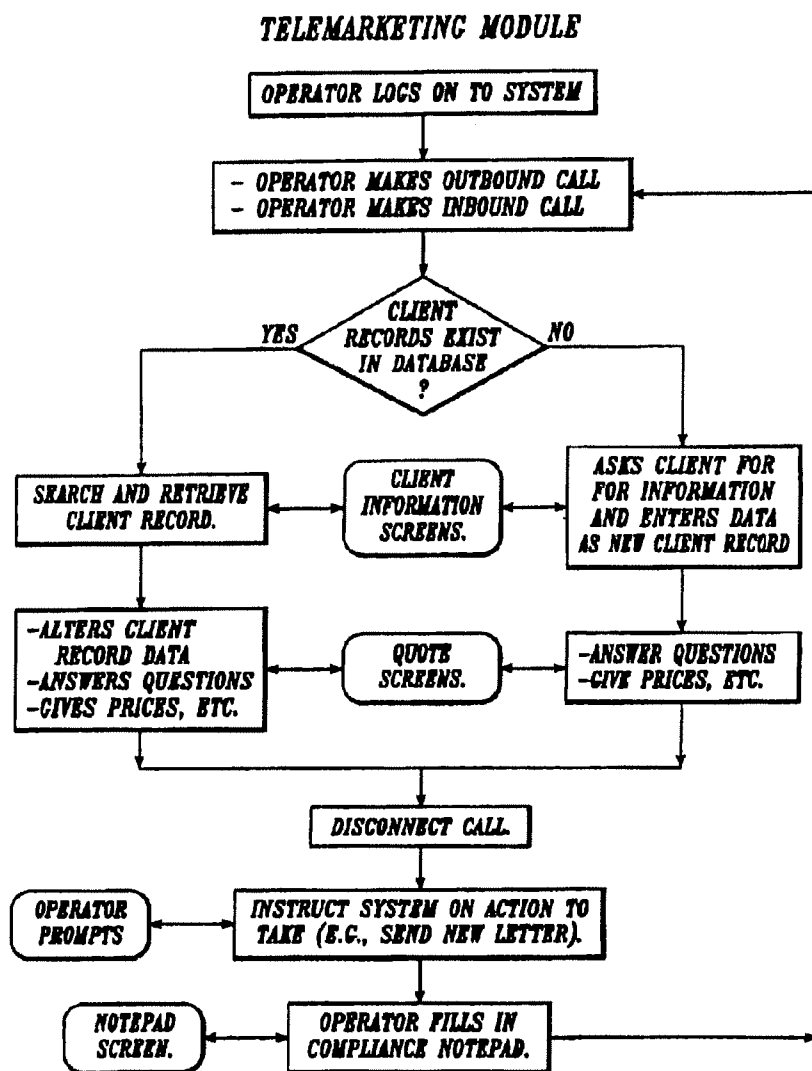 TELEMARKETING MODULE
OPERATOR LOGS ON TO SYSTEM
- OPERATOR MAKES OUTBOUND CALL
- OPERATOR MAKES INBOUND CALL
CLIENT
RECORDS EXIST
IN DATABASE
?
YES
NO
SEARCH AND RETRIEVE
CLIENT RECORD.
CLIENT
INFORMATION
SCREENS.
ASKS CLIENT FOR
FOR INFORMATION
AND ENTERS DATA
AS NEW CLIENT RECORD
-ALTERS CLIENT
RECORD DATA
-ANSWERS QUESTIONS
-GIVES PRICES, ETC.
QUOTE
SCREENS.
-ANSWER QUESTIONS
-GIVE PRICES, ETC.
DISCONNECT CALL.
OPERATOR
PROMPTS
INSTRUCT SYSTEM ON ACTION TO
TAKE (E.G., SEND NEW LETTER).
NOTEPAD
SCREEN.
OPERATOR FILLS IN
COMPLIANCE NOTEPAD.